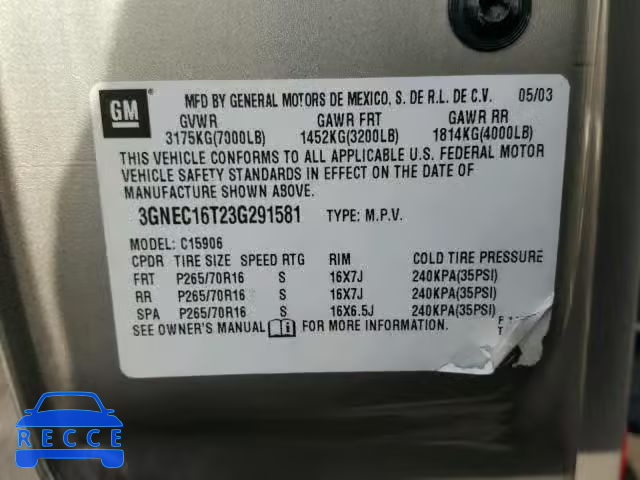 GM
MFD BY GENERAL MOTORS DE MEXICO, S. DE R.L. DE C.V. 05/03
GVWR GAWR FRT GAWR RR
3175KG(7000LB) 1452KG(3200LB) 1814KG(4000LB)
THIS VEHICLE CONFORMS TO ALL APPLICABLE U.S. FEDERAL MOTOR
VEHICLE SAFETY STANDARDS IN EFFECT ON THE DATE OF
MANUFACTURE SHOWN ABOVE.
3GNEC16T23G291581 TYPE: M.P.V.
MODEL: C15906
CPDR TIRE SIZE SPEED RTG RIM COLD TIRE PRESSURE
FRT P265/70R16 S 16X7J 240KPA(35PSI)
RR P265/70R16 S 16X7J 240KPA(35PSI)
SPA P265/70R16 S 16X6.5J 240KPA(35PSI)
SEE OWNER'S MANUAL FOR MORE INFORMATION.
RECCE